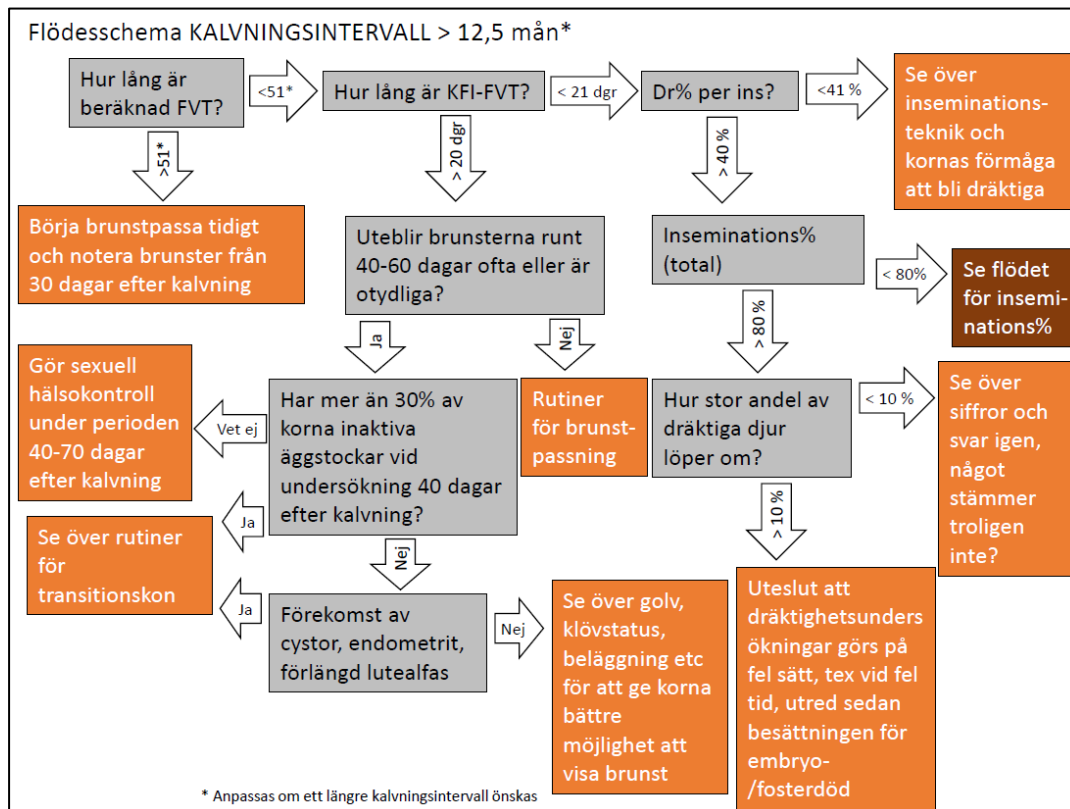 Flödesschema KALVNINGSINTERVALL > 12,5 mån*
Hur lång är
beräknad FVT?
<51*
Hur lång är KFI-FVT?
< 21 dgr
Dr% per ins?
<41 %
Se över
inseminations-
teknik och
kornas förmåga
att bli dräktiga
>51*
> 20 dgr
> 40 %
Börja brunstpassa tidigt
och notera brunster från
30 dagar efter kalvning
Uteblir brunsterna runt
40-60 dagar ofta eller är
otydliga?
Inseminations%
(total)
< 80%
Se flödet
för insemi-
nations%
Ja
Nej
> 80 %
Gör sexuell
hälsokontroll
under perioden
40-70 dagar
efter kalvning
Vet ej
Har mer än 30% av
korna inaktiva
äggstockar vid
undersökning 40 dagar
efter kalvning?
Rutiner
för brunst-
passning
Hur stor andel av
dräktiga djur
löper om?
< 10 %
Se över
siffror och
svar igen,
något
stämmer
troligen
inte?
Ja
Nej
> 10 %
Se över rutiner
för
transitionskon
Ja
Förekomst av
cystor, endometrit,
förlängd lutealfas
Nej
Se över golv,
klövstatus,
beläggning etc
för att ge korna
bättre
möjlighet att
visa brunst
Uteslut att
dräktighetsunders
ökningar görs på
fel sätt, tex vid fel
tid, utred sedan
besättningen för
embryo-
/fosterdöd
* Anpassas om ett längre kalvningsintervall önskas